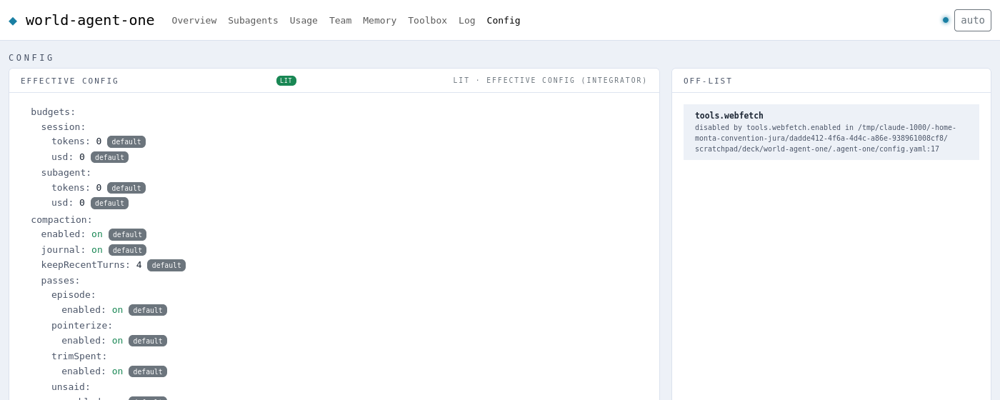 ◆ world-agent-one Overview Subagents Usage Team Memory Toolbox Log Config auto
CONFIG
EFFECTIVE CONFIG LIT LIT · EFFECTIVE CONFIG (INTEGRATOR)
budgets:
session:
tokens: 0 default
usd: 0 default
subagent:
tokens: 0 default
usd: 0 default
compaction:
enabled: on default
journal: on default
keepRecentTurns: 4 default
passes:
episode:
enabled: on default
pointerize:
enabled: on default
trimSpent:
enabled: on default
unsaid:
OFF-LIST
tools.webfetch
disabled by tools.webfetch.enabled in /tmp/claude-1000/-home-
monta-convention-jura/dadde412-4f6a-4d4c-a86e-938961008cf8/
scratchpad/deck/world-agent-one/.agent-one/config.yaml:17